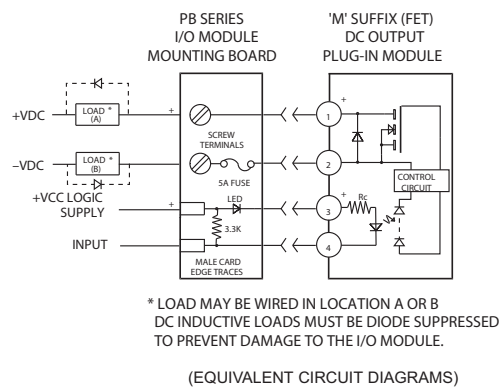 PB SERIES
I/O MODULE
MOUNTING BOARD
'M' SUFFIX (FET)
DC OUTPUT
PLUG-IN MODULE
+VDC
LOAD *
(A)
+
SCREW
TERMINALS
1
+
–VDC
LOAD *
(B)
5A FUSE
2
CONTROL
CIRCUIT
+VCC LOGIC
SUPPLY
+
LED
3
+
Rc
3.3K
INPUT
4
MALE CARD
EDGE TRACES
* LOAD MAY BE WIRED IN LOCATION A OR B
DC INDUCTIVE LOADS MUST BE DIODE SUPPRESSED
TO PREVENT DAMAGE TO THE I/O MODULE.
(EQUIVALENT CIRCUIT DIAGRAMS)